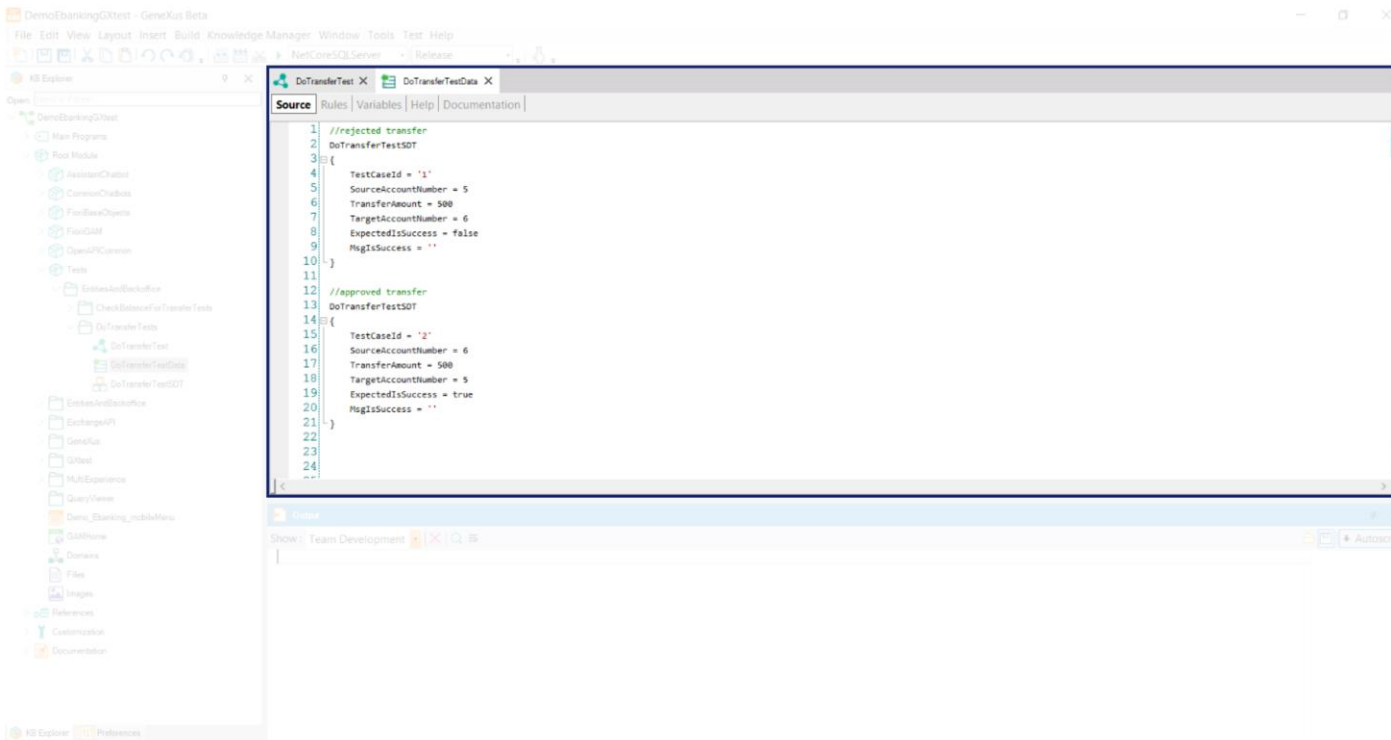 DemoEbankingGXtest - GeneXus Beta
File Edit View Layout Insert Build Knowledge Manager Window Tools Test Help
NetCoreSQLServer Release
KB Explorer
Open:
DemoEbankingGXtest
Main Programs
Root Module
AssistantChatbot
CommonChatbots
FioriBaseObjects
FioriGAM
OpenAPICommon
Tests
EntitiesAndBackoffice
CheckBalanceForTransferTests
DoTransferTests
DoTransferTest
DoTransferTestData
DoTransferTestSDT
EntitiesAndBackoffice
ExchangeAPI
GeneXus
GXtest
MultiExperience
QueryViewer
Demo_Ebanking_mobileMenu
GAMHome
Domains
Files
Images
References
Customization
Documentation
KB Explorer Preferences
DoTransferTest X DoTransferTestData X
Source Rules Variables Help Documentation
1 //rejected transfer
2 DoTransferTestSDT
3 {
4 TestCaseId = '1'
5 SourceAccountNumber = 5
6 TransferAmount = 500
7 TargetAccountNumber = 6
8 ExpectedIsSuccess = false
9 MsgIsSuccess = ''
10 }
11
12 //approved transfer
13 DoTransferTestSDT
14 {
15 TestCaseId = '2'
16 SourceAccountNumber = 6
17 TransferAmount = 500
18 TargetAccountNumber = 5
19 ExpectedIsSuccess = true
20 MsgIsSuccess = ''
21 }
22
23
24
Output
Show: Team Development